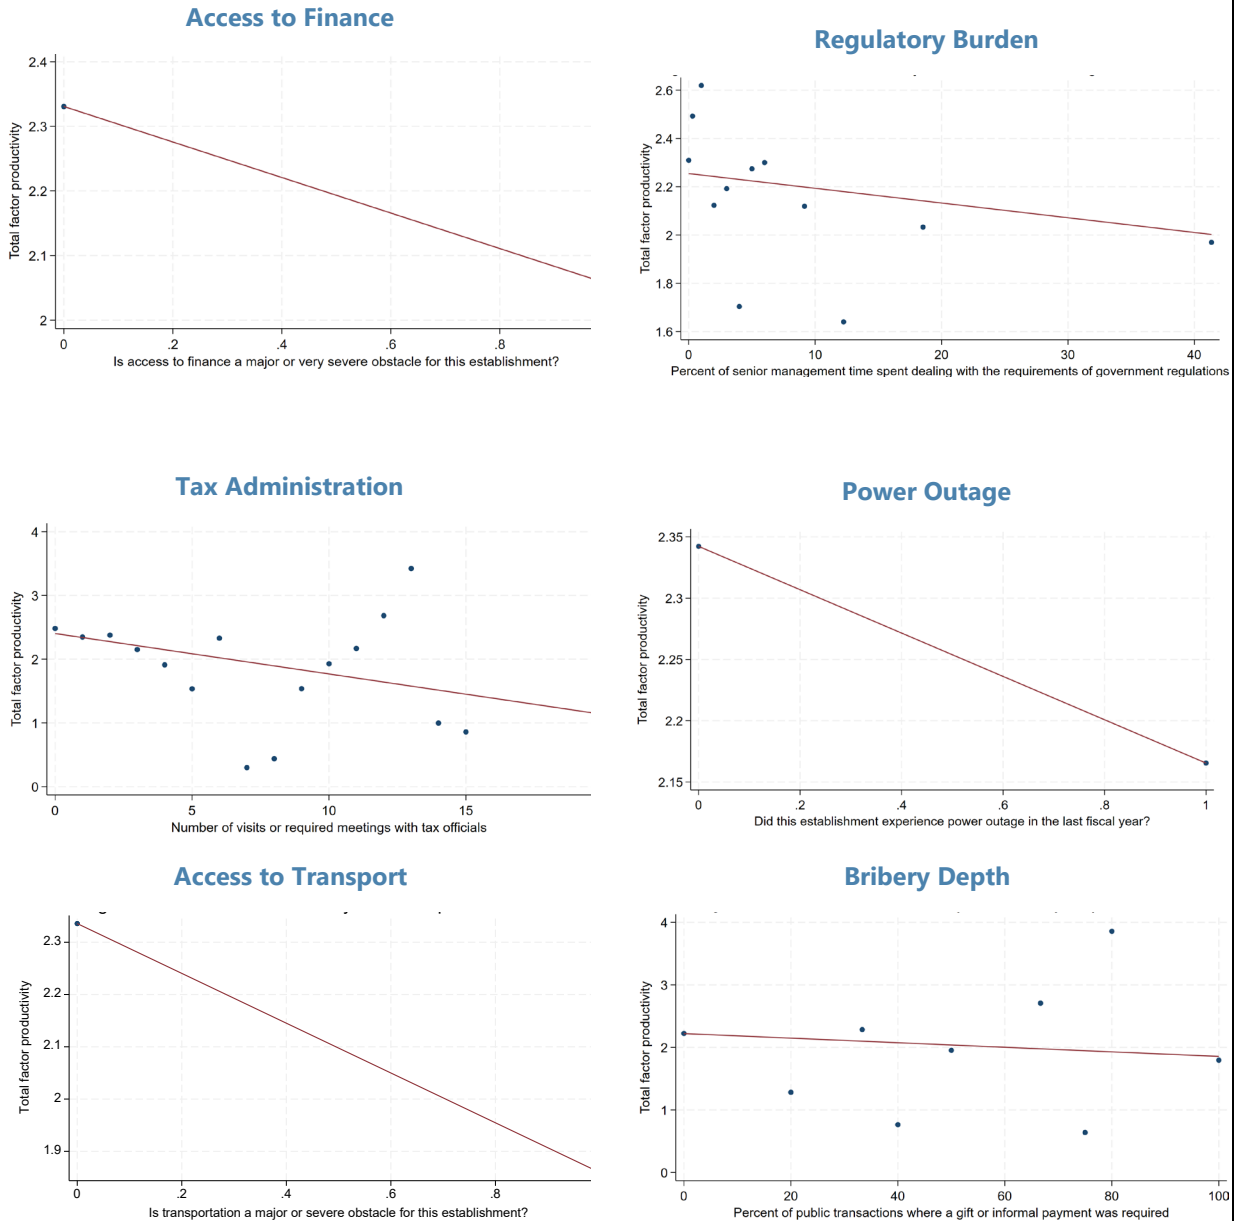 Access to Finance
2.4
2.3
2.2
2.1
2
Total factor productivity
0 .2 .4 .6 .8
Is access to finance a major or very severe obstacle for this establishment?
Regulatory Burden
2.6
2.4
2.2
2
1.8
1.6
Total factor productivity
0 10 20 30 40
Percent of senior management time spent dealing with the requirements of government regulations
Tax Administration
4
3
2
1
0
Total factor productivity
0 5 10 15
Number of visits or required meetings with tax officials
Power Outage
2.35
2.3
2.25
2.2
2.15
Total factor productivity
0 .2 .4 .6 .8 1
Did this establishment experience power outage in the last fiscal year?
Access to Transport
2.3
2.2
2.1
2
1.9
Total factor productivity
0 .2 .4 .6 .8
Is transportation a major or severe obstacle for this establishment?
Bribery Depth
4
3
2
1
0
Total factor productivity
0 20 40 60 80 100
Percent of public transactions where a gift or informal payment was required